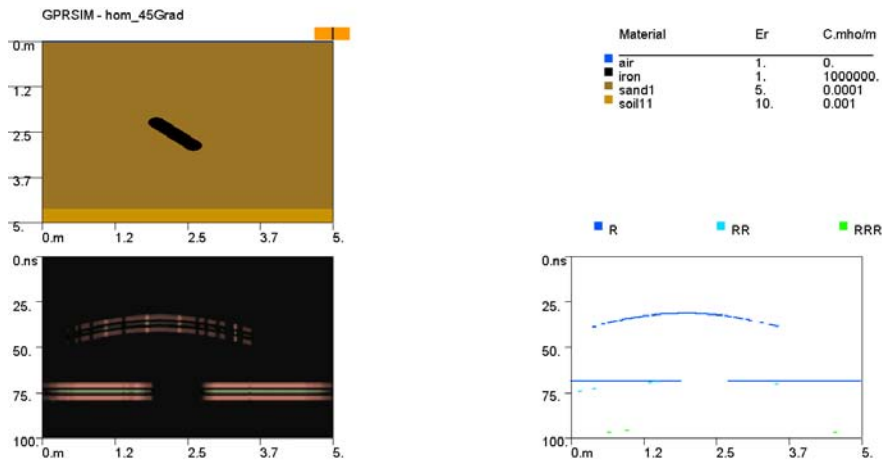 GPRSIM - hom_45Grad
0.m
1.2
2.5
3.7
5.
0.m 1.2 2.5 3.7 5.
Material Er C.mho/m
air 1. 0.
iron 1. 1000000.
sand1 5. 0.0001
soil11 10. 0.001
0.ns
25.
50.
75.
100.
0.m 1.2 2.5 3.7 5.
R RR RRR
0.ns
25.
50.
75.
100.
0.m 1.2 2.5 3.7 5.